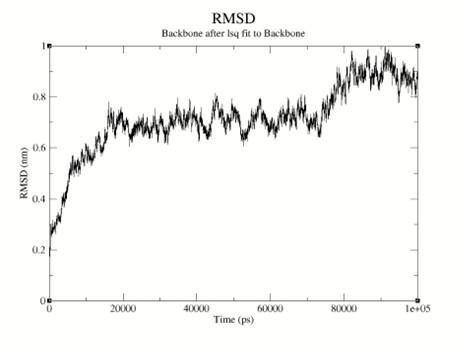 RMSD
Backbone after lsq fit to Backbone
1
0.8
0.6
0.4
0.2
0
RMSD (nm)
0 20000 40000 60000 80000 1e+05
Time (ps)